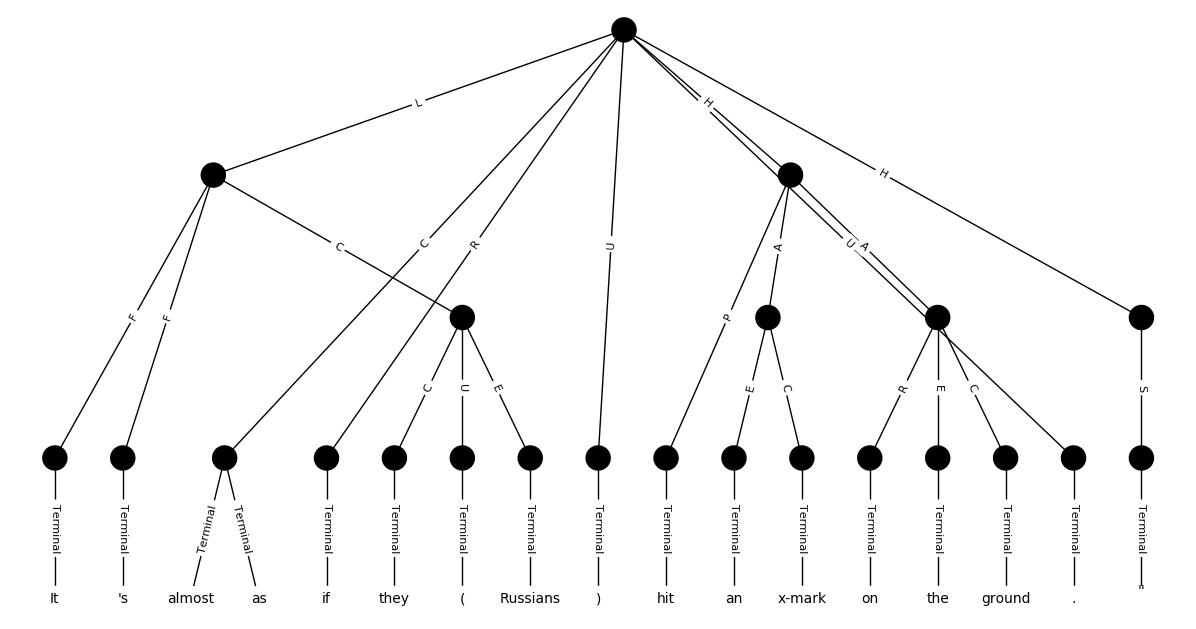 L
H
H
C
C
R
U
U
A
A
F
F
P
C
U
E
E
C
R
E
C
S
Terminal Terminal Terminal Terminal Terminal Terminal Terminal Terminal Terminal Terminal Terminal Terminal Terminal Terminal Terminal Terminal Terminal
It 's almost as if they ( Russians ) hit an x-mark on the ground . "